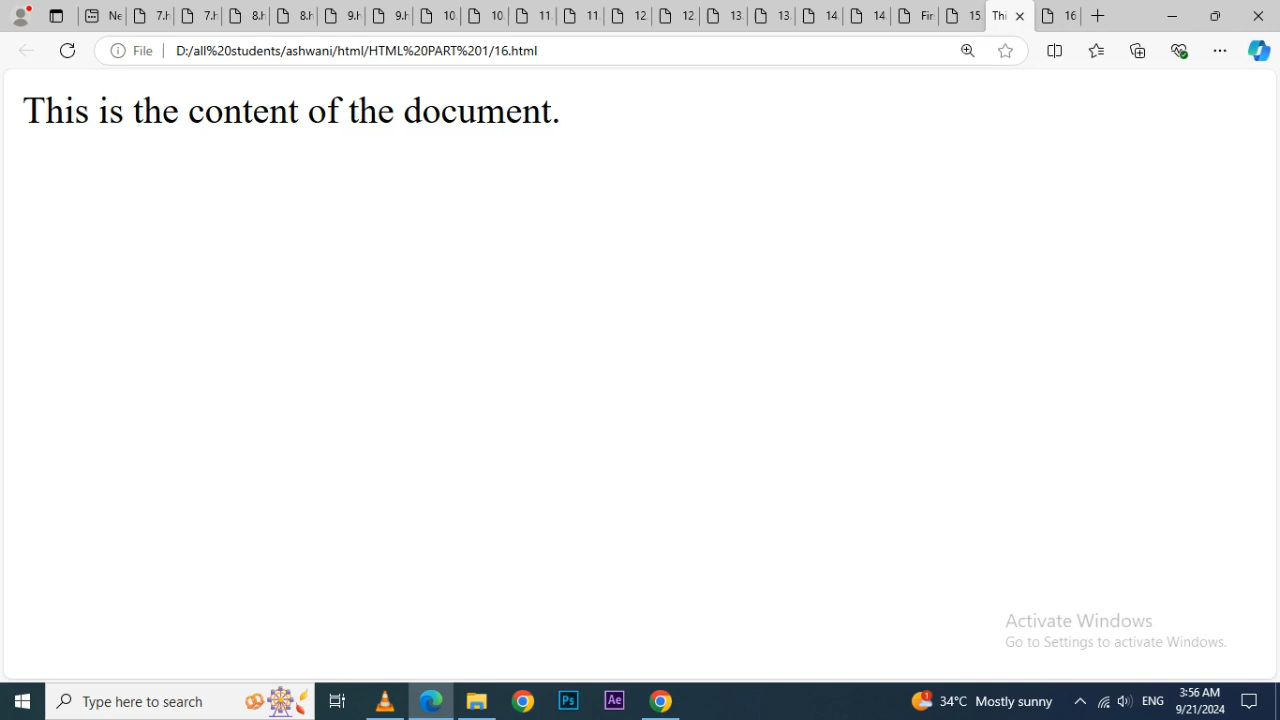 Ne 7.h 7.h 8.h 8.h 9.h 9.h 10 10. 11 11. 12 12. 13 13 14. 14. Fir 15. Thi 16
File D:/all%20students/ashwani/html/HTML%20PART%201/16.html
This is the content of the document.
Activate Windows
Go to Settings to activate Windows.
Type here to search Ps Ae 1 34°C Mostly sunny ENG 3:56 AM
9/21/2024